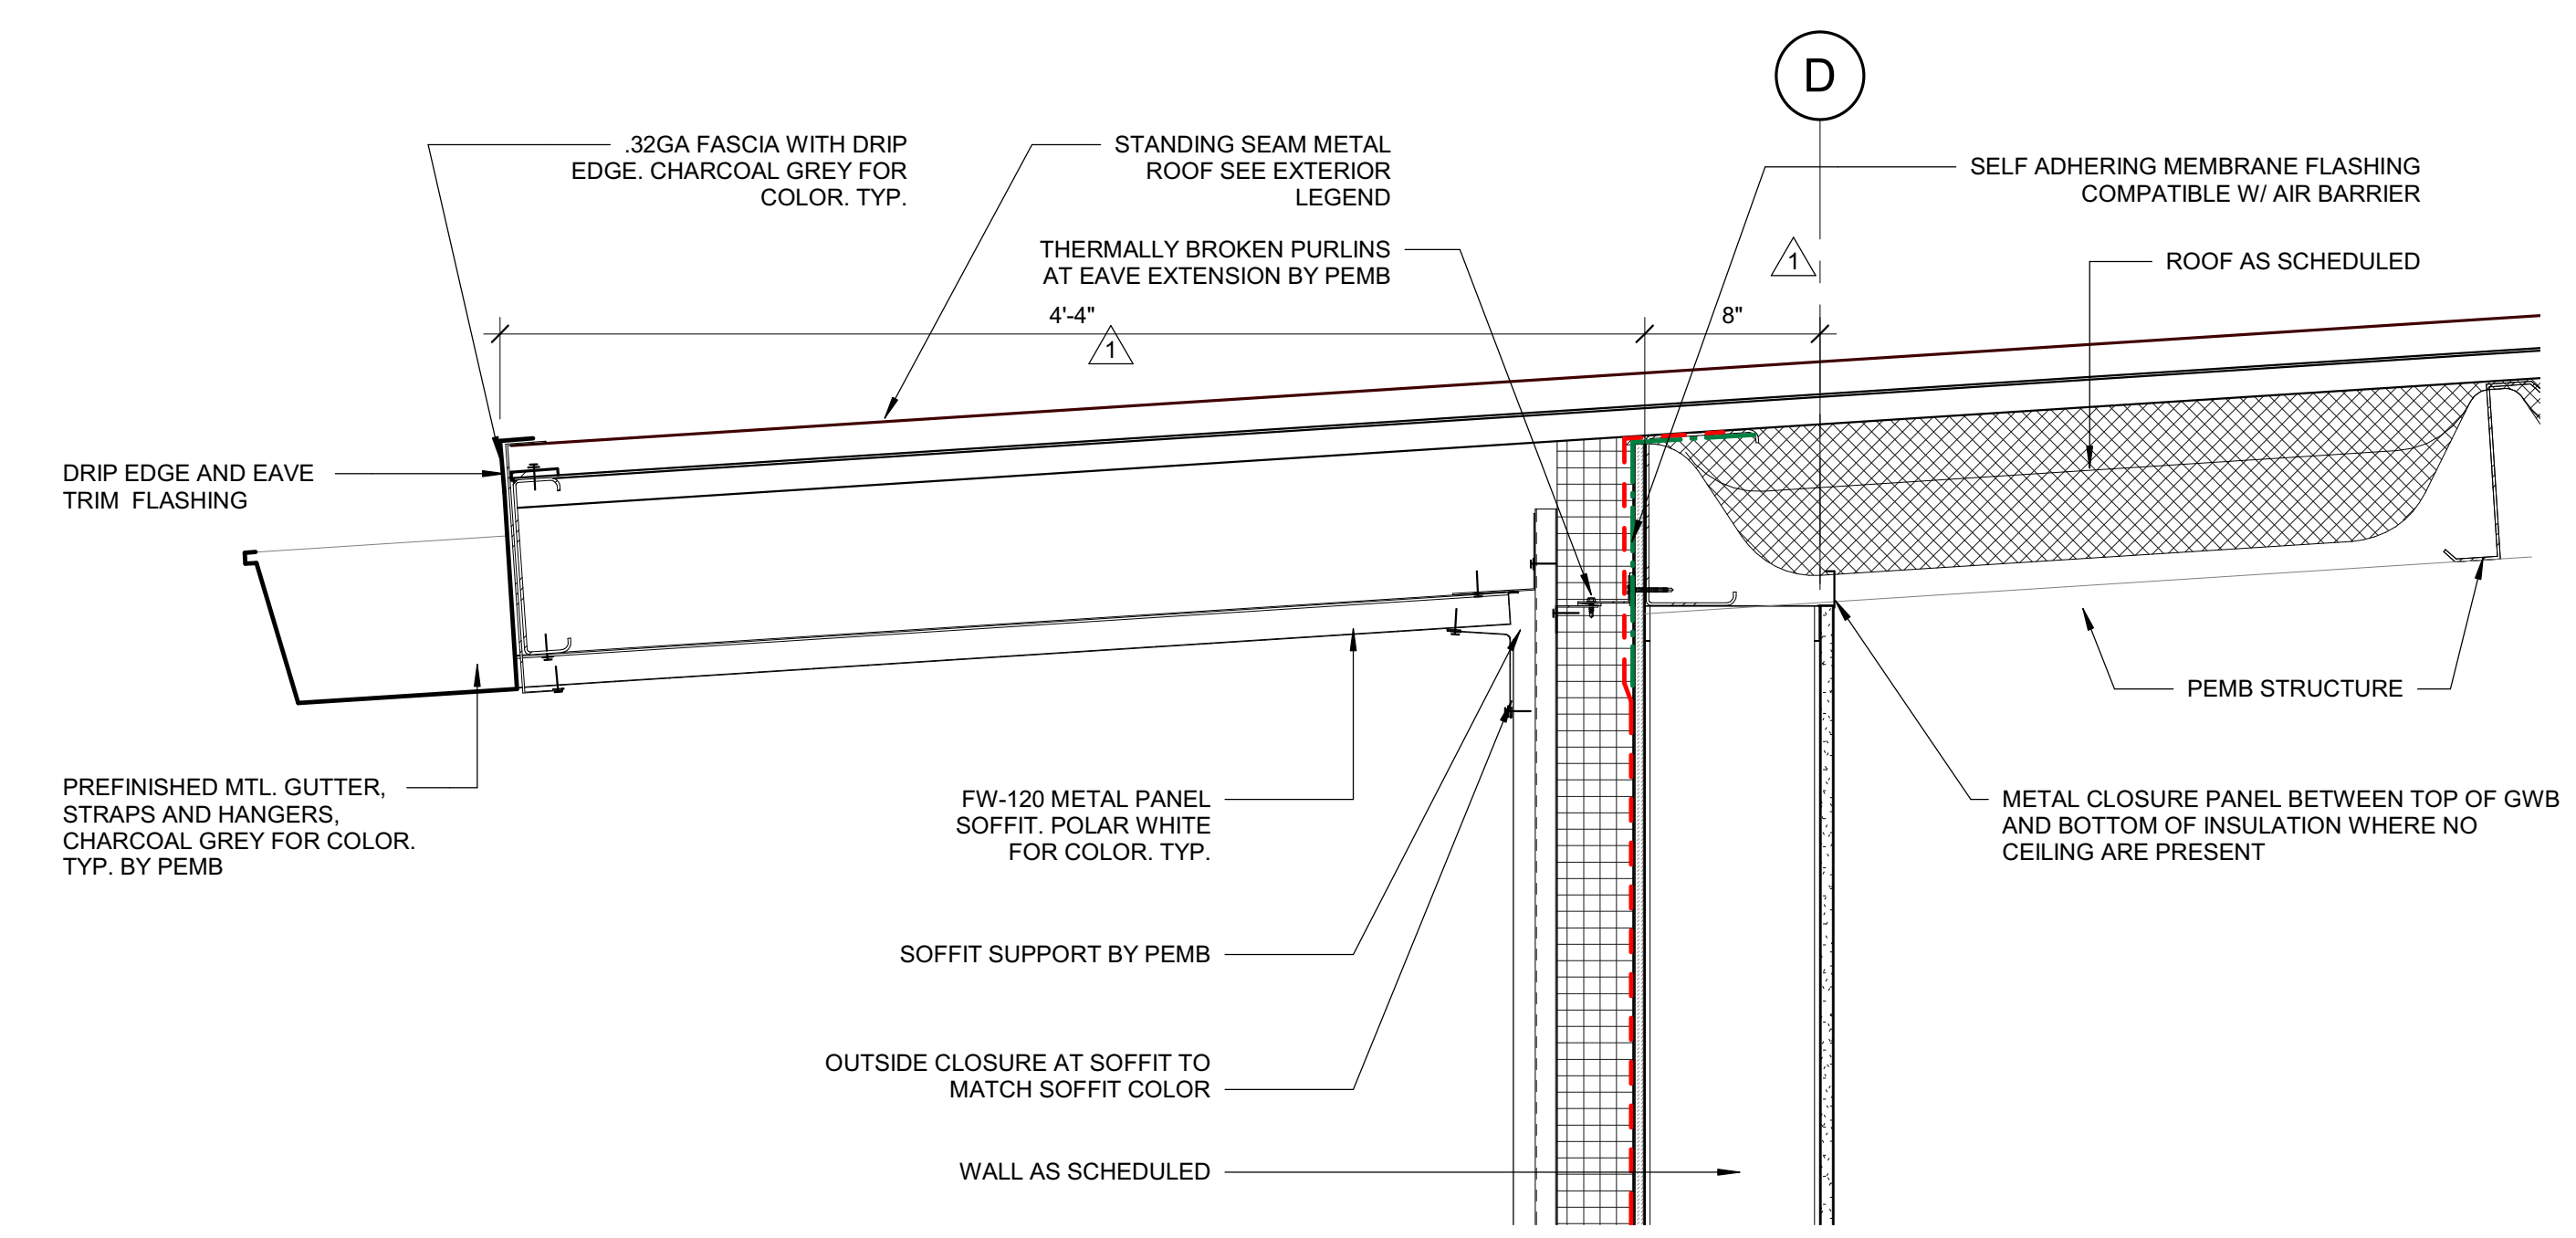 D
.32GA FASCIA WITH DRIP
EDGE. CHARCOAL GREY FOR
COLOR. TYP.
STANDING SEAM METAL
ROOF SEE EXTERIOR
LEGEND
SELF ADHERING MEMBRANE FLASHING
COMPATIBLE W/ AIR BARRIER
THERMALLY BROKEN PURLINS
AT EAVE EXTENSION BY PEMB
1
ROOF AS SCHEDULED
4'-4"
1
8"
DRIP EDGE AND EAVE
TRIM FLASHING
PEMB STRUCTURE
PREFINISHED MTL. GUTTER,
STRAPS AND HANGERS,
CHARCOAL GREY FOR COLOR.
TYP. BY PEMB
FW-120 METAL PANEL
SOFFIT. POLAR WHITE
FOR COLOR. TYP.
METAL CLOSURE PANEL BETWEEN TOP OF GWB
AND BOTTOM OF INSULATION WHERE NO
CEILING ARE PRESENT
SOFFIT SUPPORT BY PEMB
OUTSIDE CLOSURE AT SOFFIT TO
MATCH SOFFIT COLOR
WALL AS SCHEDULED